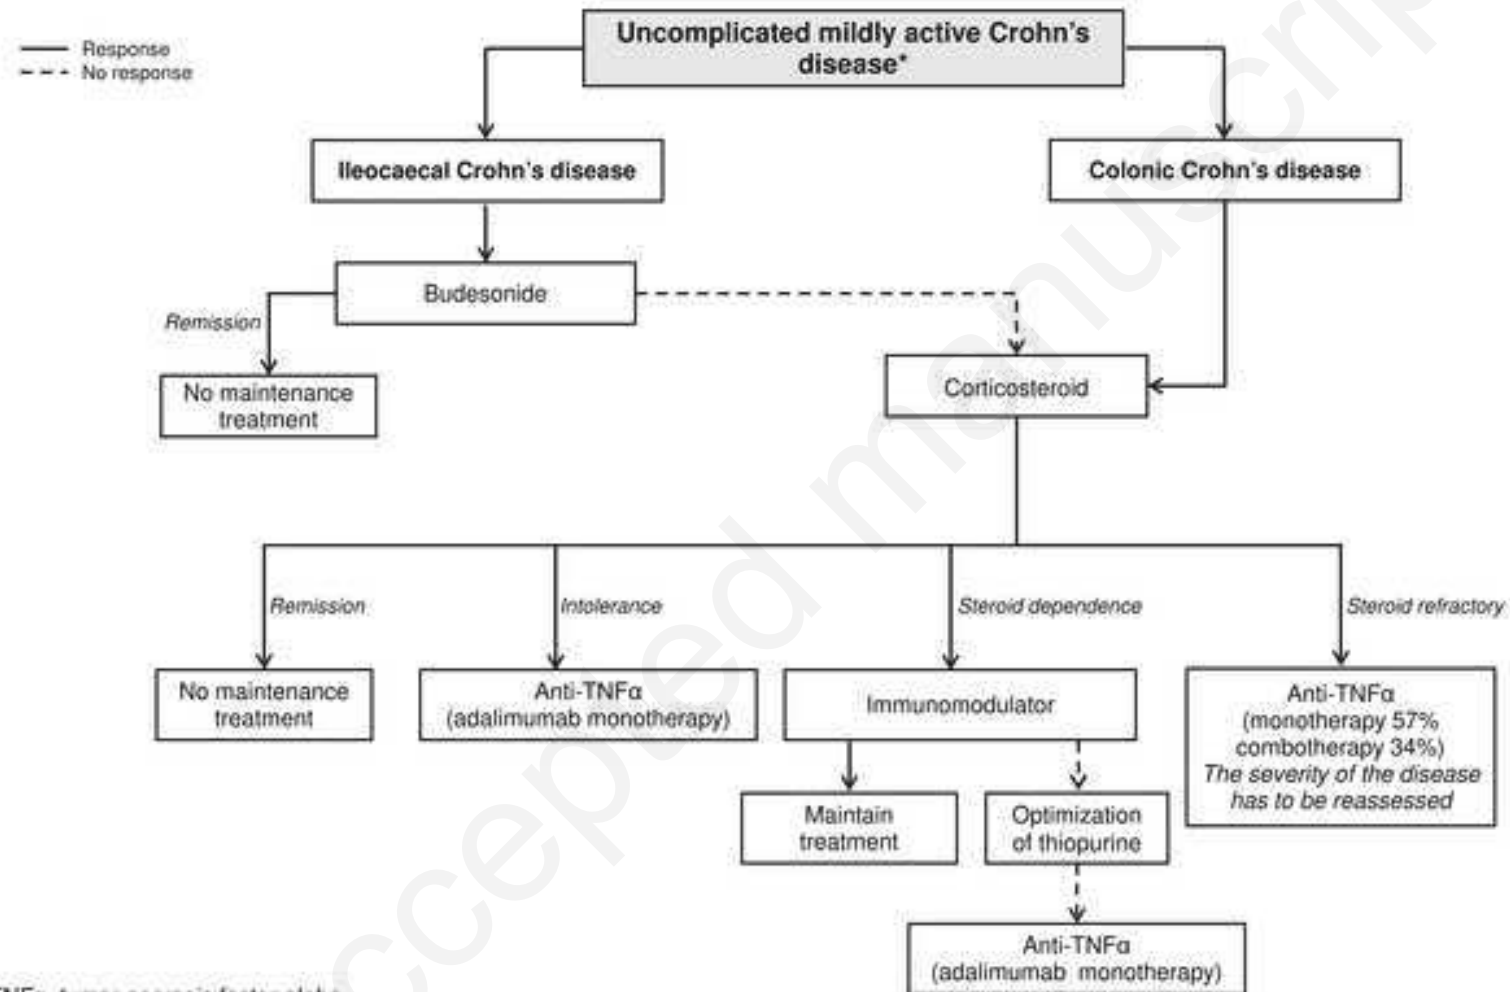 Response
No response
Uncomplicated mildly active Crohn's
disease*
Ileocaecal Crohn's disease
Colonic Crohn's disease
Budesonide
Remission
No maintenance
treatment
Corticosteroid
Remission
Intolerance
Steroid dependence
Steroid refractory
No maintenance
treatment
Anti-TNFα
(adalimumab monotherapy)
Immunomodulator
Anti-TNFα
(monotherapy 57%
combotherapy 34%)
The severity of the disease
has to be reassessed
Maintain
treatment
Optimization
of thiopurine
Anti-TNFα
(adalimumab monotherapy)
accepted manuscrip